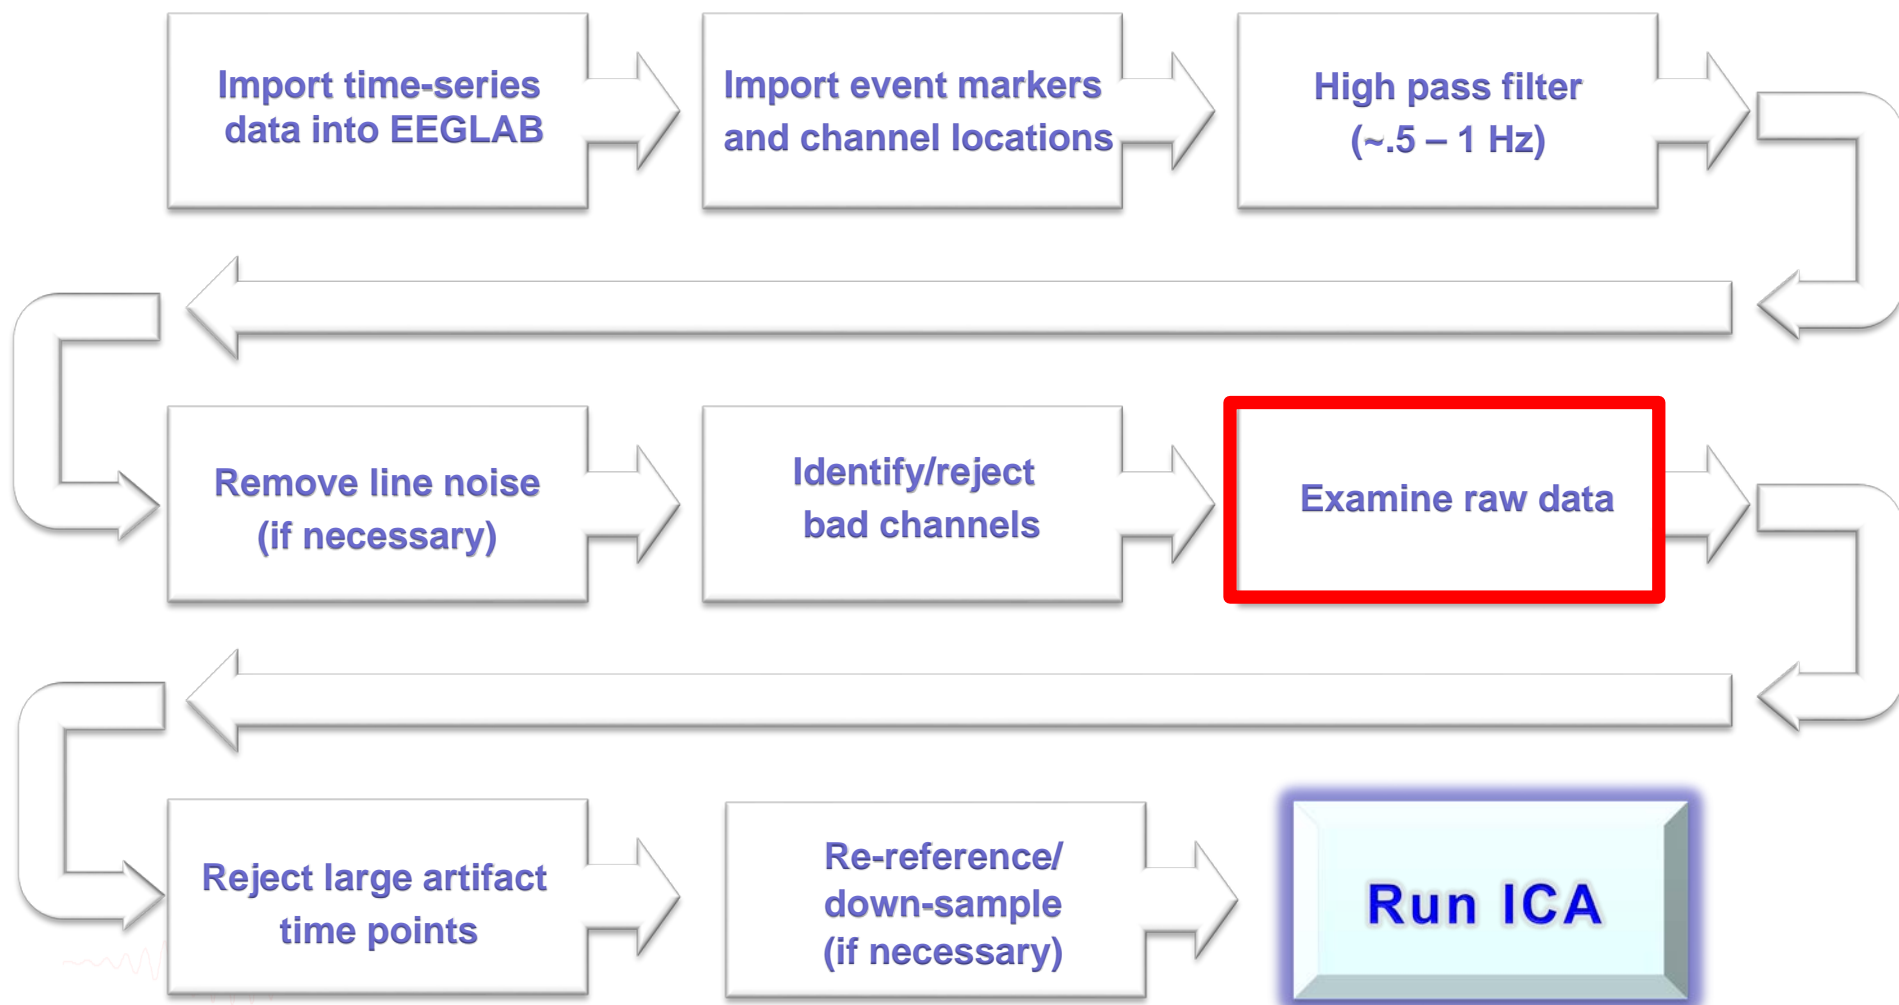 Import time-series
data into EEGLAB
Import event markers
and channel locations
High pass filter
(~.5 – 1 Hz)
Remove line noise
(if necessary)
Identify/reject
bad channels
Examine raw data
Reject large artifact
time points
Re-reference/
down-sample
(if necessary)
Run ICA